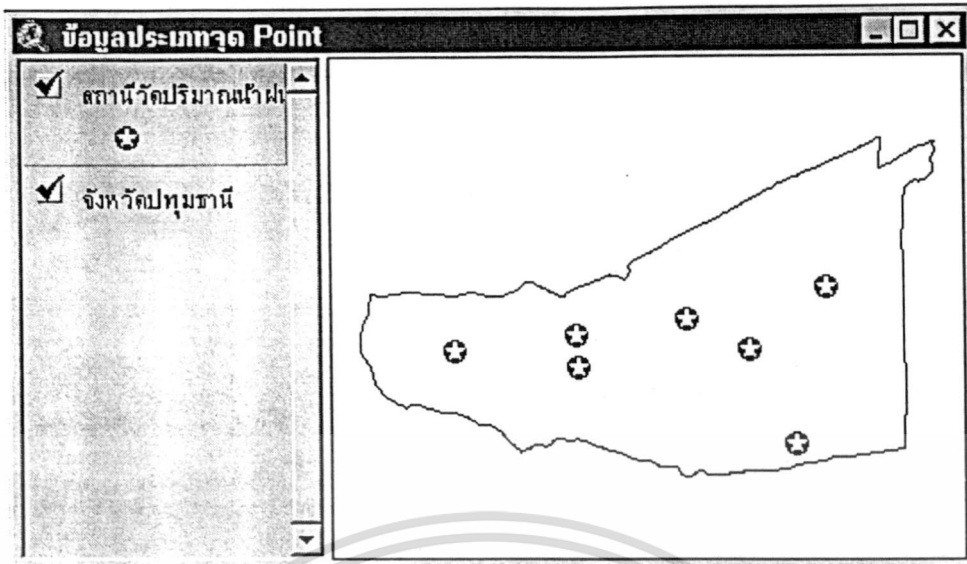 ข้อมูลประเภทจุด Point
สถานีวัดปริมาณน้ำฝน
จังหวัดปทุมธานี